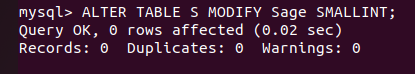 mysql> ALTER TABLE S MODIFY Sage SMALLINT;
Query OK, 0 rows affected (0.02 sec)
Records: 0  Duplicates: 0  Warnings: 0